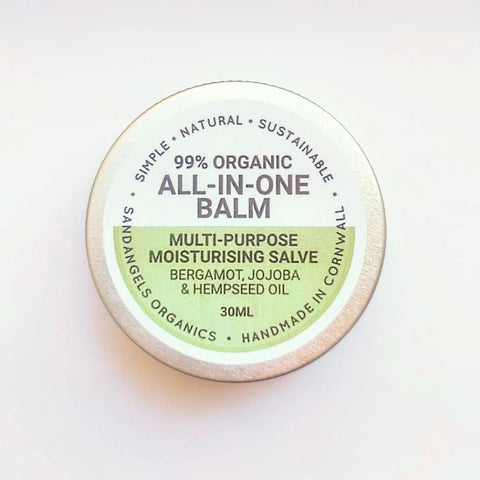 • SIMPLE • NATURAL • SUSTAINABLE •
99% ORGANIC
ALL-IN-ONE
BALM
MULTI-PURPOSE
MOISTURISING SALVE
BERGAMOT, JOJOBA
& HEMPSEED OIL
30ML
SANDANGELS ORGANICS • HANDMADE IN CORNWALL